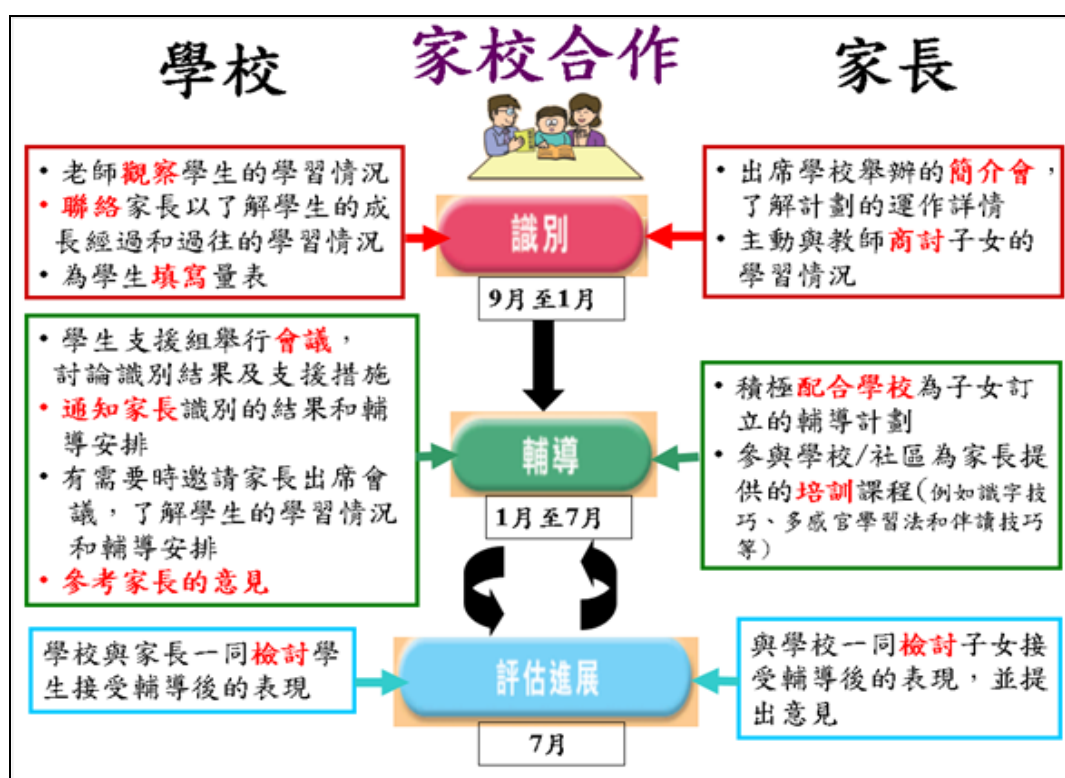 學校
家校合作
家長
• 老師觀察學生的學習情況
• 聯絡家長以了解學生的成
長經過和過往的學習情況
• 為學生填寫量表
識別
9月至1月
• 出席學校舉辦的簡介會，
了解計劃的運作詳情
• 主動與教師商討子女的
學習情況
• 學生支援組舉行會議，
討論識別結果及支援措施
• 通知家長識別的結果和輔
導安排
• 有需要時邀請家長出席會
議，了解學生的學習情況
和輔導安排
• 參考家長的意見
輔導
1月至7月
• 積極配合學校為子女訂
立的輔導計劃
• 參與學校/社區為家長提
供的培訓課程(例如識字技
巧、多感官學習法和伴讀技巧
等)
學校與家長一同檢討學
生接受輔導後的表現
評估進展
7月
與學校一同檢討子女接
受輔導後的表現，並提
出意見